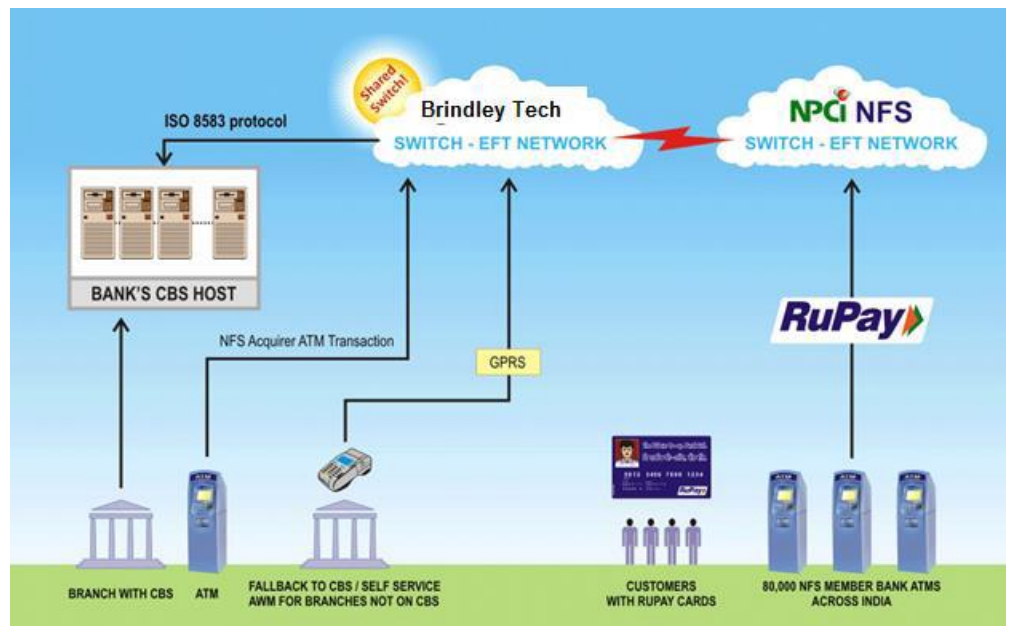 Shared
Switch!
Brindley Tech
SWITCH - EFT NETWORK
NPCI NFS
SWITCH - EFT NETWORK
ISO 8583 protocol
BANK'S CBS HOST
NFS Acquirer ATM Transaction
GPRS
RuPay
ATM
RuPay
ATM
ATM
ATM
BRANCH WITH CBS
ATM
FALLBACK TO CBS / SELF SERVICE
AWM FOR BRANCHES NOT ON CBS
CUSTOMERS
WITH RUPAY CARDS
80,000 NFS MEMBER BANK ATMS
ACROSS INDIA